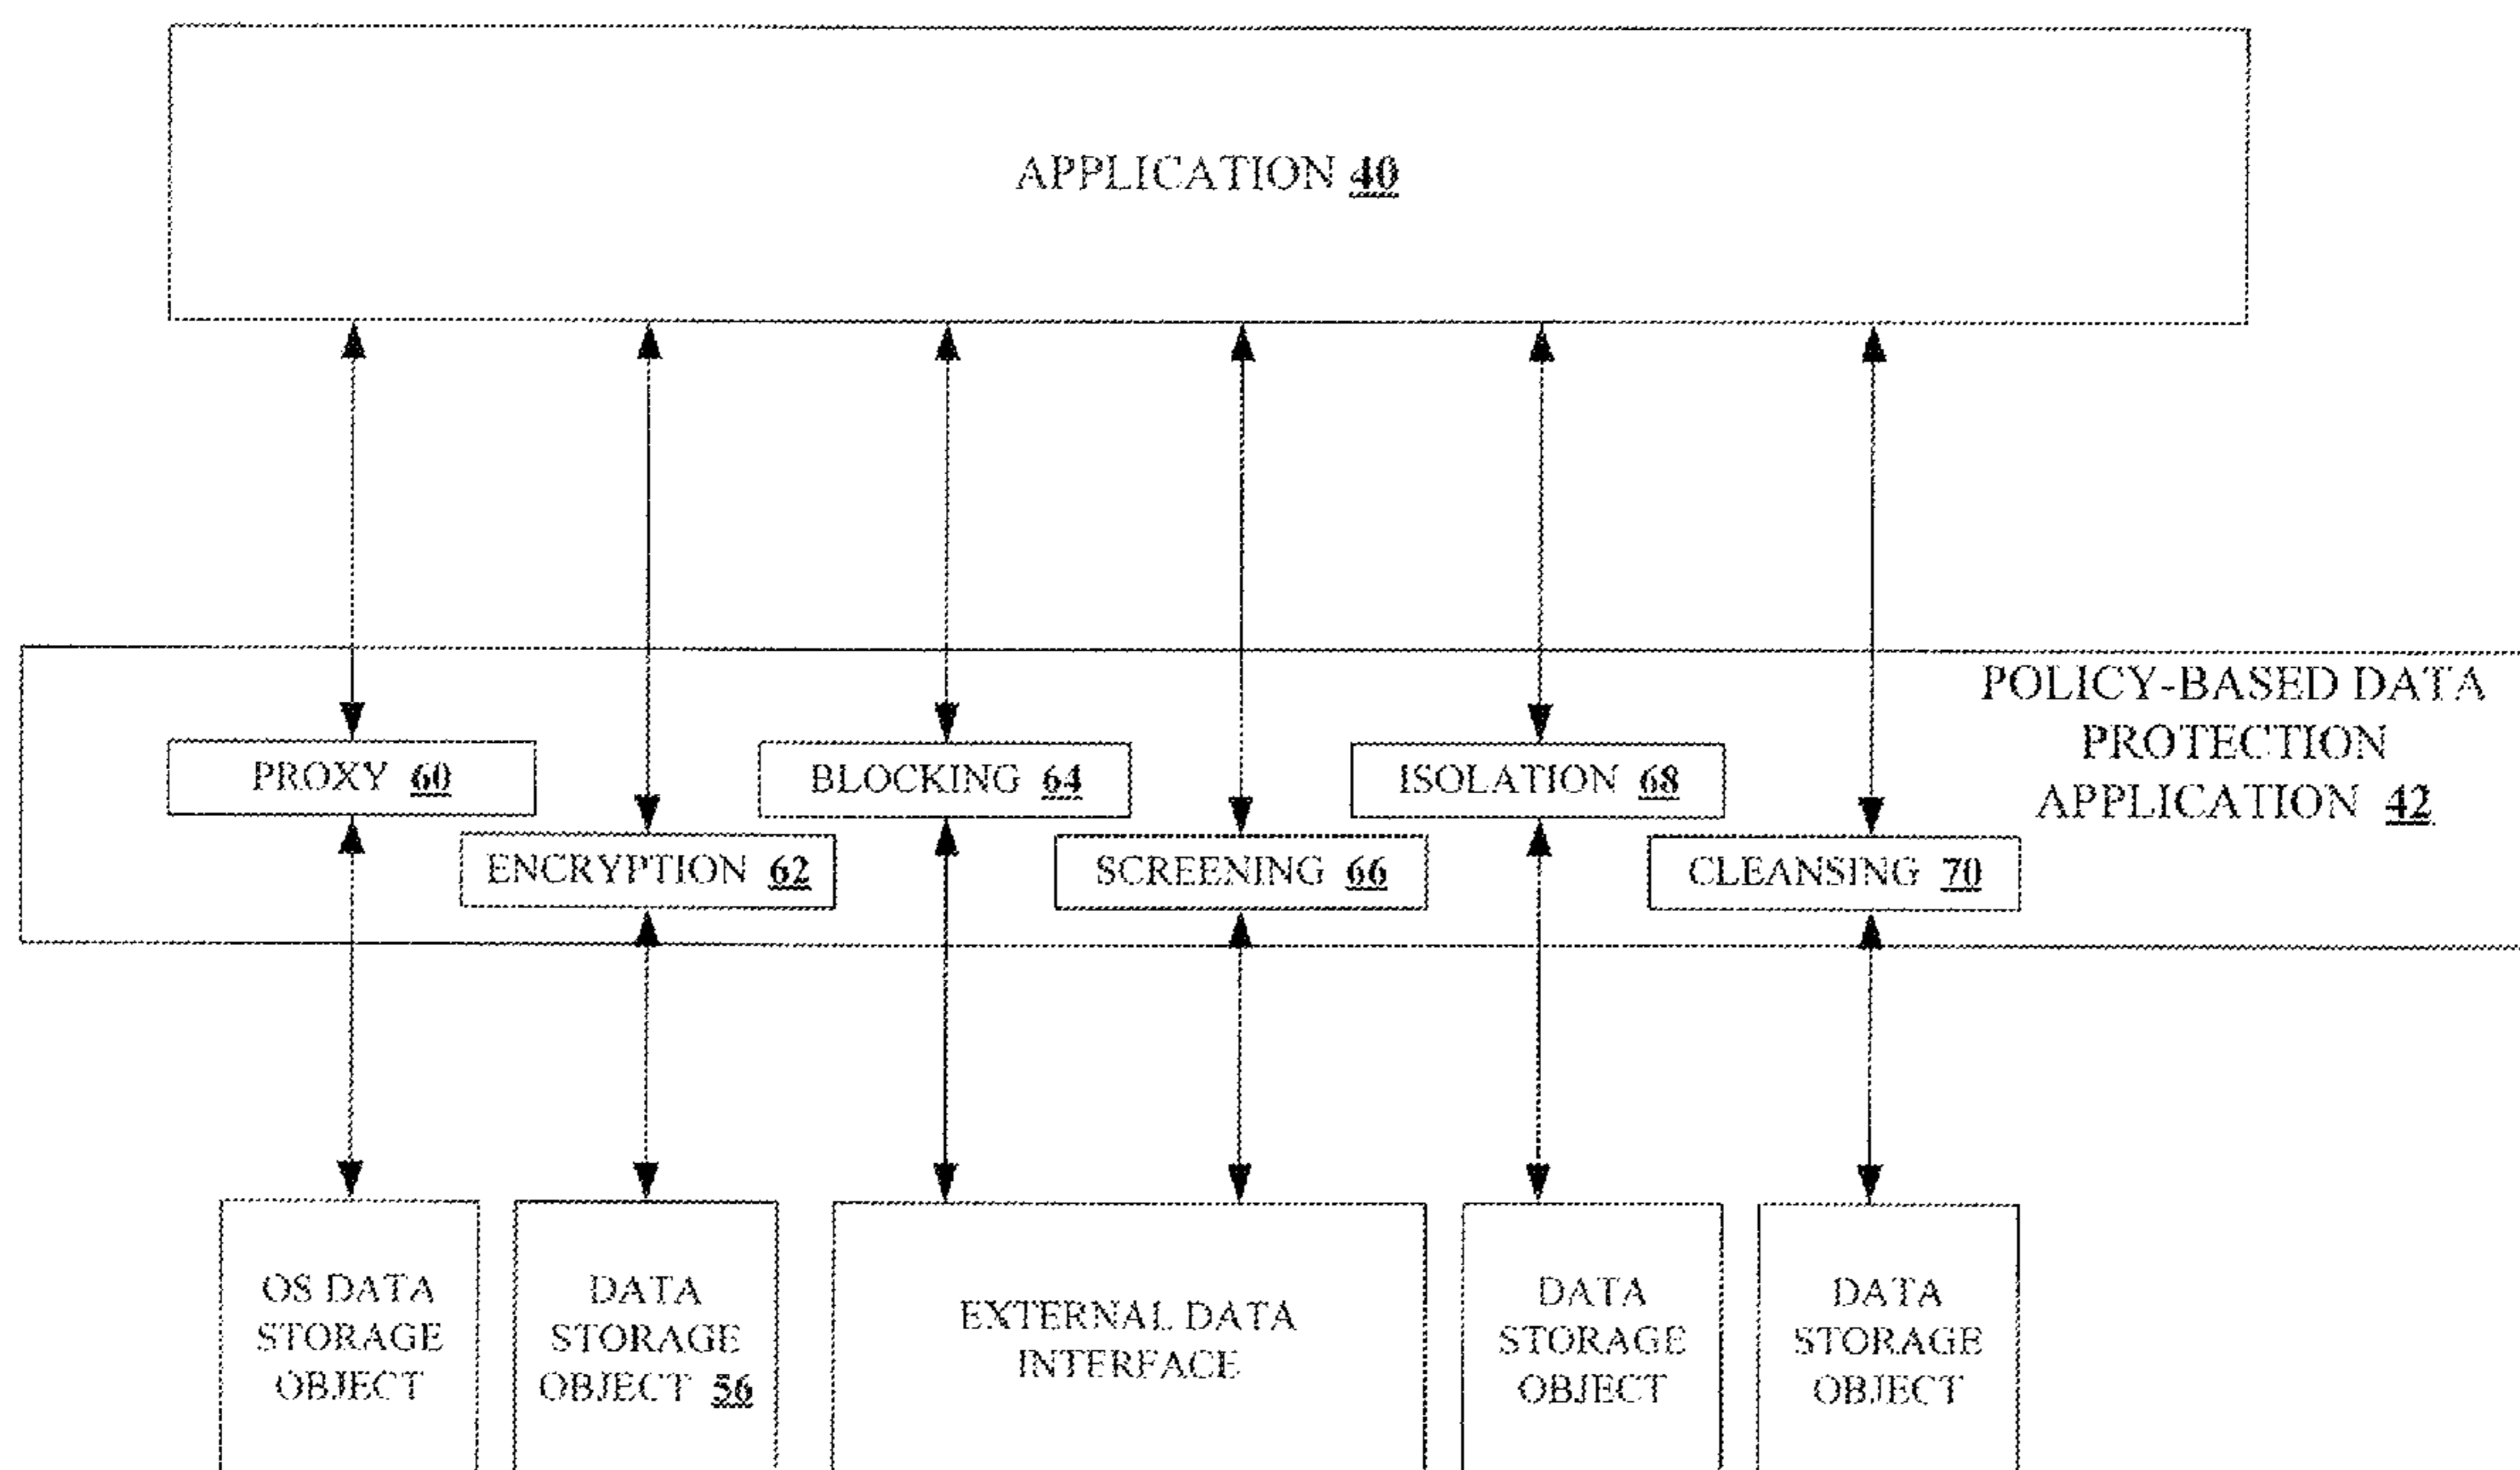 APPLICATION 40
POLICY-BASED DATA
PROTECTION
APPLICATION 42
PROXY 60
BLOCKING 64
ISOLATION 68
ENCRYPTION 62
SCREENING 66
CLEANSING 70
OS DATA
STORAGE
OBJECT
DATA
STORAGE
OBJECT 56
EXTERNAL DATA
INTERFACE
DATA
STORAGE
OBJECT
DATA
STORAGE
OBJECT